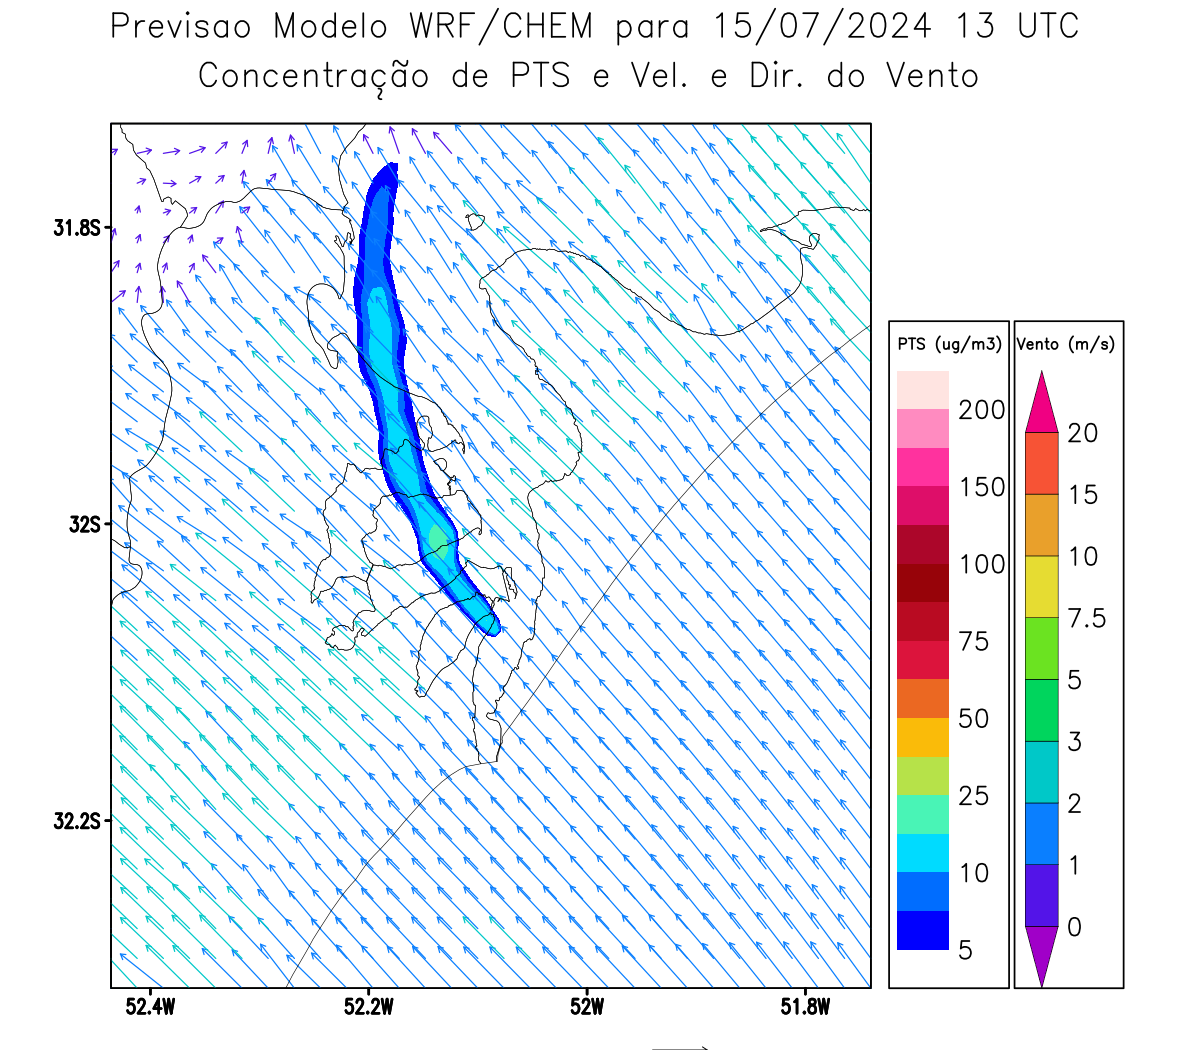 Previsao Modelo WRF/CHEM para 15/07/2024 13 UTC
Concentração de PTS e Vel. e Dir. do Vento
31.8S
32S
32.2S
52.4W
52.2W
52W
51.8W
PTS (ug/m3)
200
150
100
75
50
25
10
5
Vento (m/s)
20
15
10
7.5
5
3
2
1
0